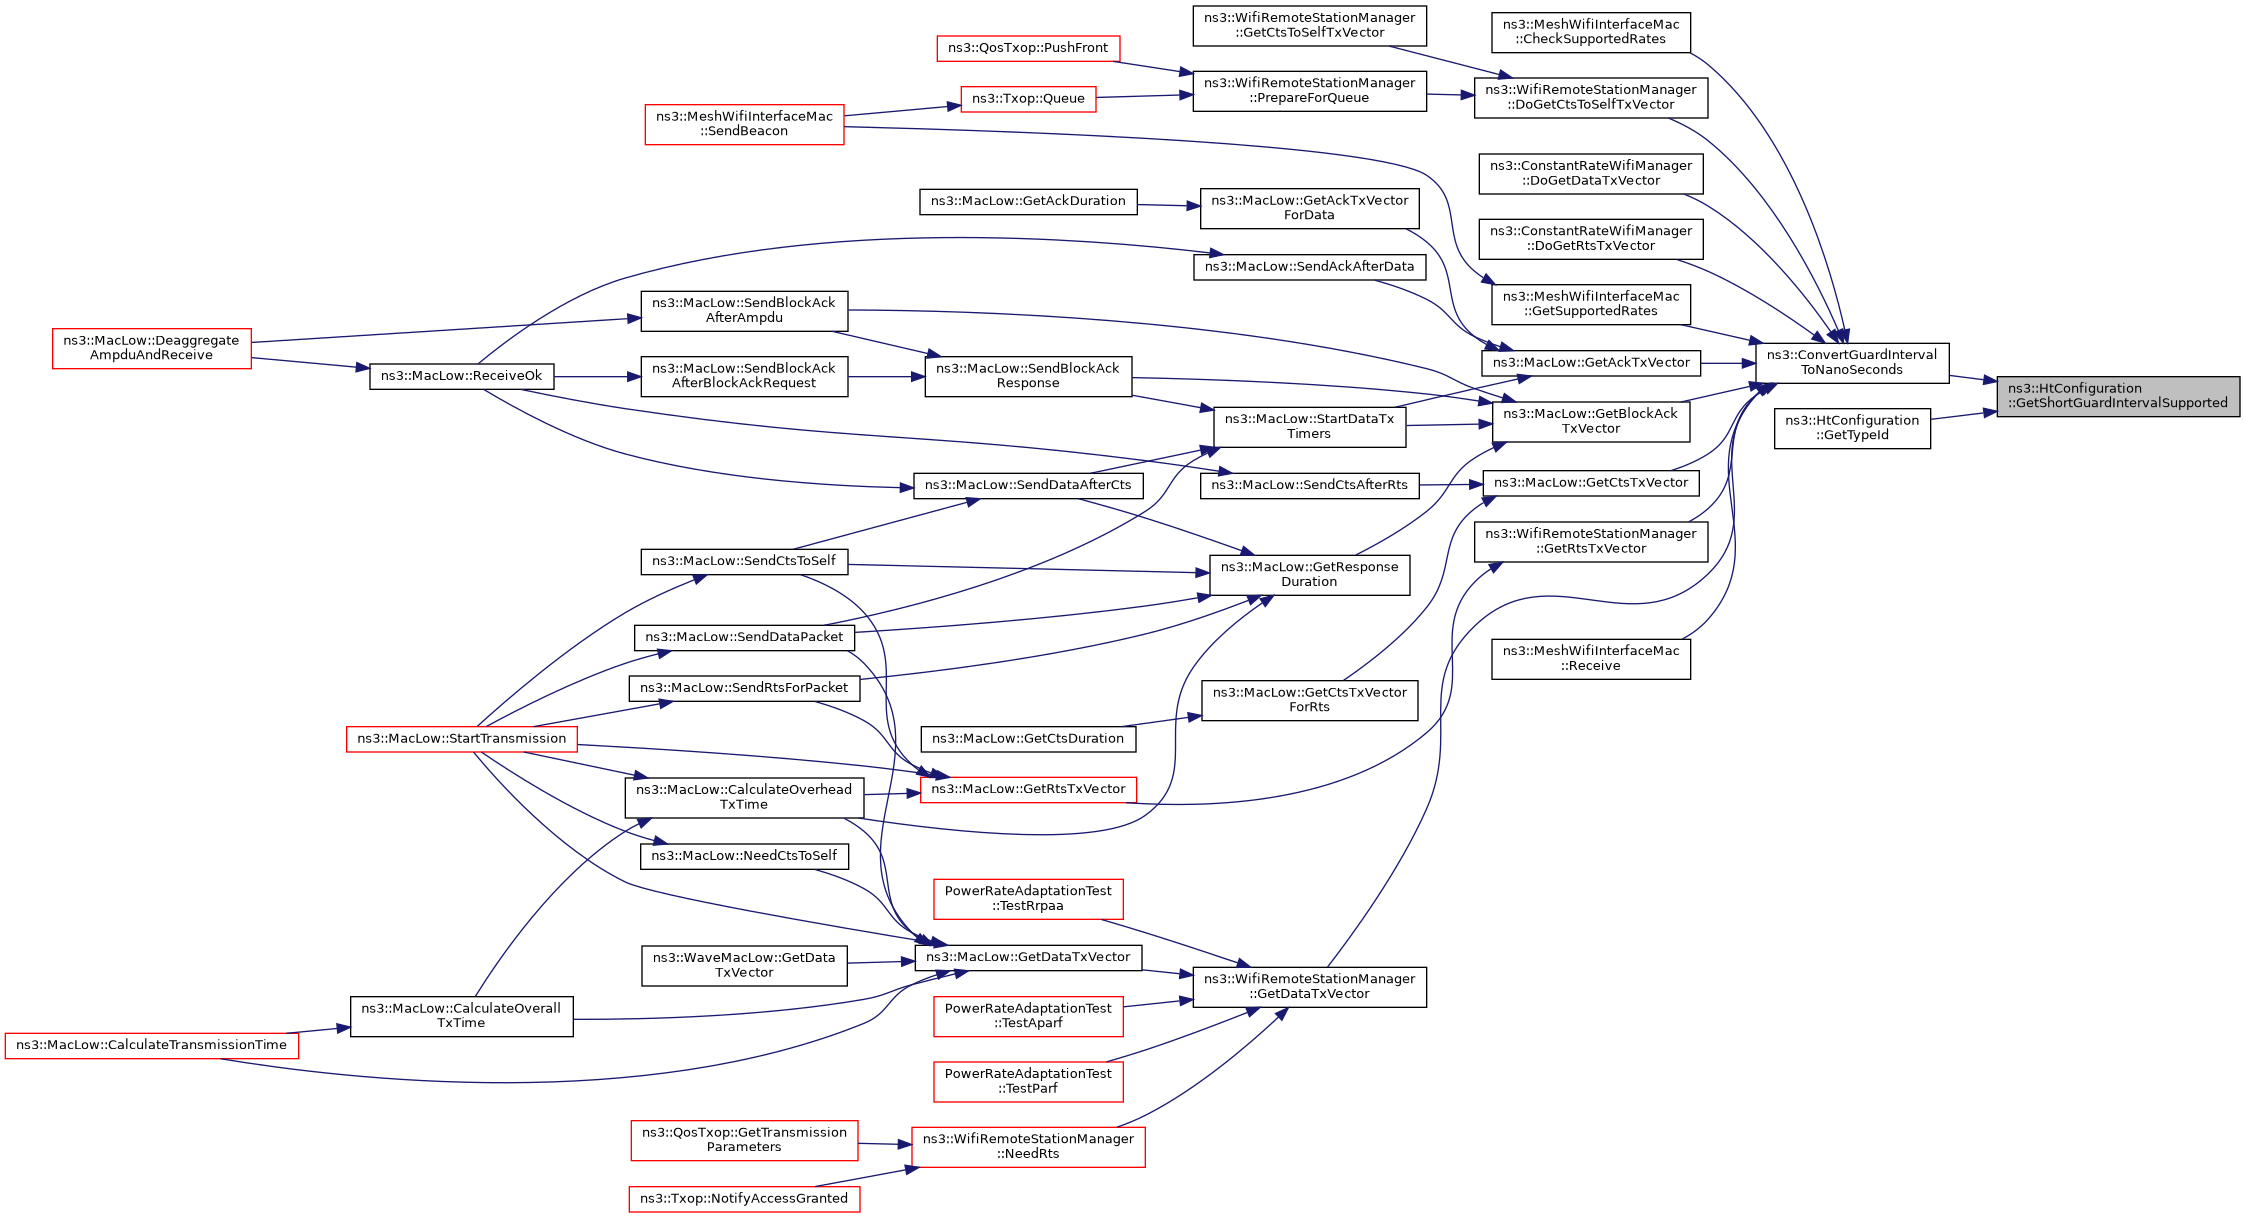 ns3::WifiRemoteStationManager
::GetCtsToSelfTxVector
ns3::MeshWifiInterfaceMac
::CheckSupportedRates
ns3::QosTxop::PushFront
ns3::WifiRemoteStationManager
::PrepareForQueue
ns3::WifiRemoteStationManager
::DoGetCtsToSelfTxVector
ns3::Txop::Queue
ns3::MeshWifiInterfaceMac
::SendBeacon
ns3::ConstantRateWifiManager
::DoGetDataTxVector
ns3::MacLow::GetAckDuration
ns3::MacLow::GetAckTxVector
ForData
ns3::ConstantRateWifiManager
::DoGetRtsTxVector
ns3::MacLow::SendAckAfterData
ns3::MeshWifiInterfaceMac
::GetSupportedRates
ns3::MacLow::SendBlockAck
AfterAmpdu
ns3::MacLow::Deaggregate
AmpduAndReceive
ns3::MacLow::ReceiveOk
ns3::MacLow::SendBlockAck
AfterBlockAckRequest
ns3::MacLow::SendBlockAck
Response
ns3::MacLow::GetAckTxVector
ns3::ConvertGuardInterval
ToNanoSeconds
ns3::HtConfiguration
::GetShortGuardIntervalSupported
ns3::MacLow::StartDataTx
Timers
ns3::MacLow::GetBlockAck
TxVector
ns3::HtConfiguration
::GetTypeId
ns3::MacLow::SendDataAfterCts
ns3::MacLow::SendCtsAfterRts
ns3::MacLow::GetCtsTxVector
ns3::WifiRemoteStationManager
::GetRtsTxVector
ns3::MacLow::SendCtsToSelf
ns3::MacLow::GetResponse
Duration
ns3::MacLow::SendDataPacket
ns3::MeshWifiInterfaceMac
::Receive
ns3::MacLow::SendRtsForPacket
ns3::MacLow::GetCtsTxVector
ForRts
ns3::MacLow::StartTransmission
ns3::MacLow::GetCtsDuration
ns3::MacLow::CalculateOverhead
TxTime
ns3::MacLow::GetRtsTxVector
ns3::MacLow::NeedCtsToSelf
PowerRateAdaptationTest
::TestRrpaa
ns3::WaveMacLow::GetData
TxVector
ns3::MacLow::GetDataTxVector
ns3::WifiRemoteStationManager
::GetDataTxVector
ns3::MacLow::CalculateOverall
TxTime
PowerRateAdaptationTest
::TestAparf
ns3::MacLow::CalculateTransmissionTime
PowerRateAdaptationTest
::TestParf
ns3::QosTxop::GetTransmission
Parameters
ns3::WifiRemoteStationManager
::NeedRts
ns3::Txop::NotifyAccessGranted